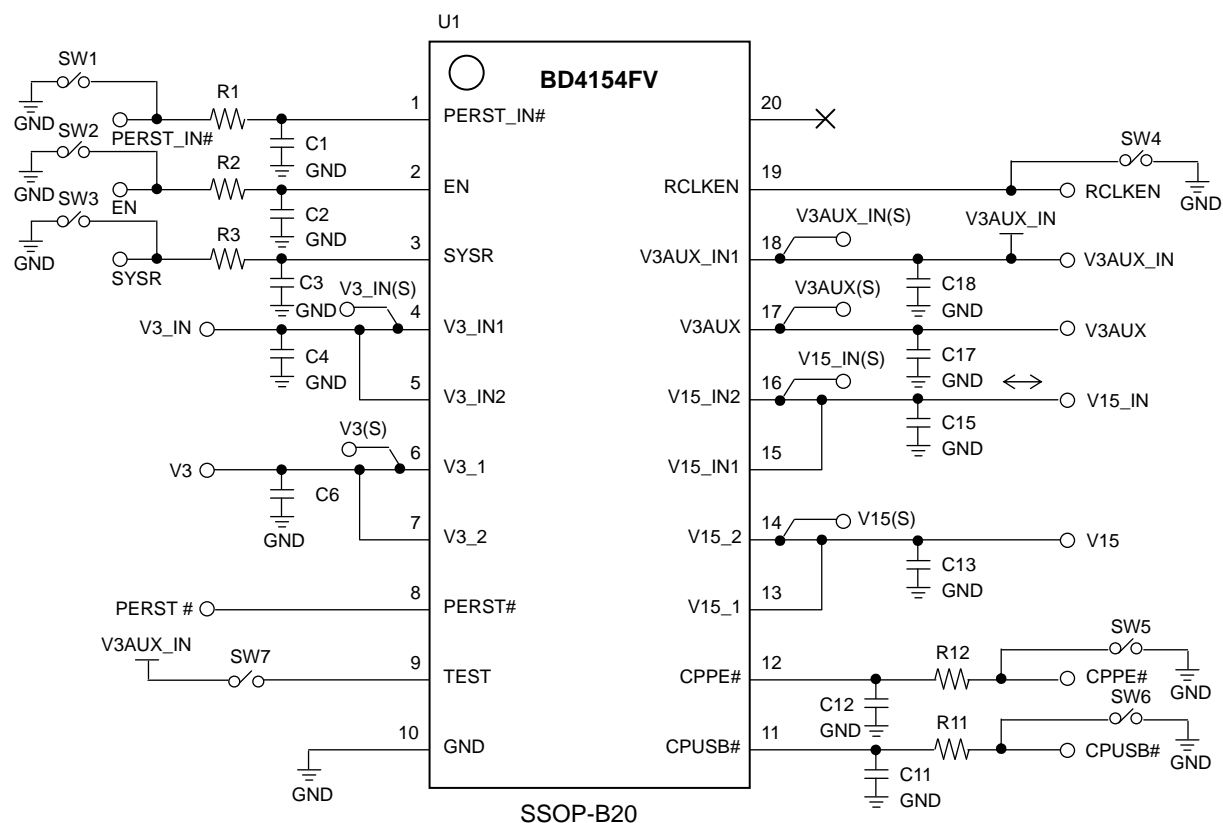 U1
BD4154FV
SW1
GND
PERST_IN#
R1
C1
GND
1
PERST_IN#
SW2
GND
EN
R2
C2
GND
2
EN
SW3
GND
SYSR
R3
C3
GND
3
SYSR
V3_IN(S)
V3_IN
C4
GND
4
V3_IN1
5
V3_IN2
V3(S)
V3
C6
GND
6
V3_1
7
V3_2
PERST #
8
PERST#
V3AUX_IN
SW7
9
TEST
GND
10
GND
20
19
RCLKEN
SW4
RCLKEN
GND
V3AUX_IN(S)
V3AUX_IN
18
V3AUX_IN1
C18
GND
V3AUX_IN
V3AUX(S)
17
V3AUX
C17
GND
V3AUX
V15_IN(S)
16
V15_IN2
C15
GND
V15_IN
15
V15_IN1
14
V15_2
V15(S)
C13
GND
V15
13
V15_1
12
CPPE#
C12
GND
R12
SW5
CPPE#
GND
11
CPUSB#
C11
GND
R11
SW6
CPUSB#
GND
SSOP-B20